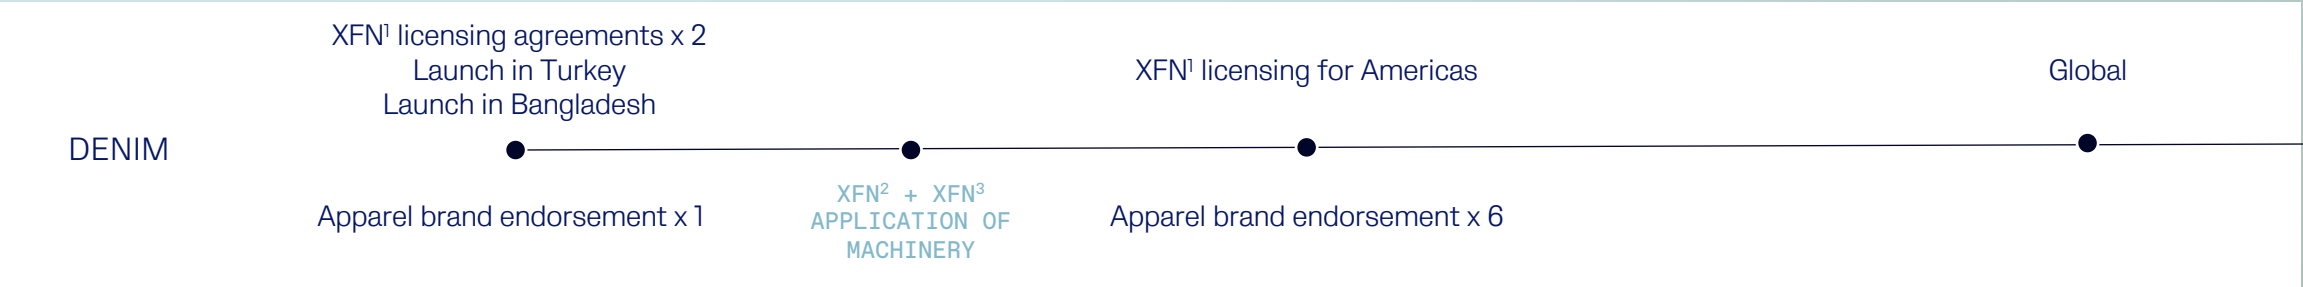 XFN¹ licensing agreements x 2
Launch in Turkey
Launch in Bangladesh
XFN¹ licensing for Americas
Global
DENIM
Apparel brand endorsement x 1
XFN² + XFN³
APPLICATION OF
MACHINERY
Apparel brand endorsement x 6